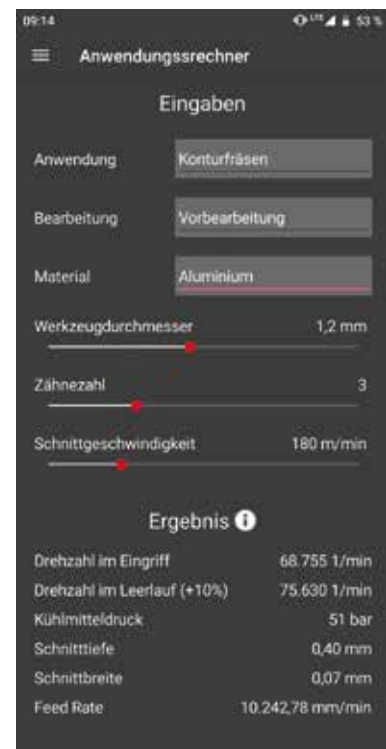 09:14 LTE 53 %
Anwendungssrechner
Eingaben
Anwendung Konturfräsen
Bearbeitung Vorbearbeitung
Material Aluminium
Werkzeugdurchmesser 1,2 mm
Zähnezahl 3
Schnittgeschwindigkeit 180 m/min
Ergebnis
Drehzahl im Eingriff 68.755 1/min
Drehzahl im Leerlauf (+10%) 75.630 1/min
Kühlmitteldruck 51 bar
Schnitttiefe 0,40 mm
Schnittbreite 0,07 mm
Feed Rate 10.242,78 mm/min